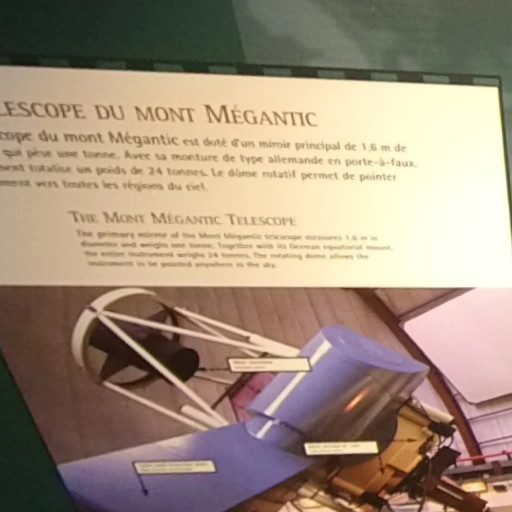 LESCOPE DU MONT MÉGANTIC
cope du mont Mégantic est doté d'un miroir principal de 1.6 m de
qui pèse une tonne. Avec sa monture de type allemande en porte-à-faux,
ment totalise un poids de 24 tonnes. Le dôme rotatif permet de pointer
ment vers toutes les régions du ciel.
THE MONT MÉGANTIC TELESCOPE
The primary mirror of the Mont Mégantic telescope measures 1.6 m in
diameter and weighs one tonne. Together with its German equatorial mount,
the entire instrument weighs 24 tonnes. The rotating dome allows the
instrument to be pointed anywhere in the sky.